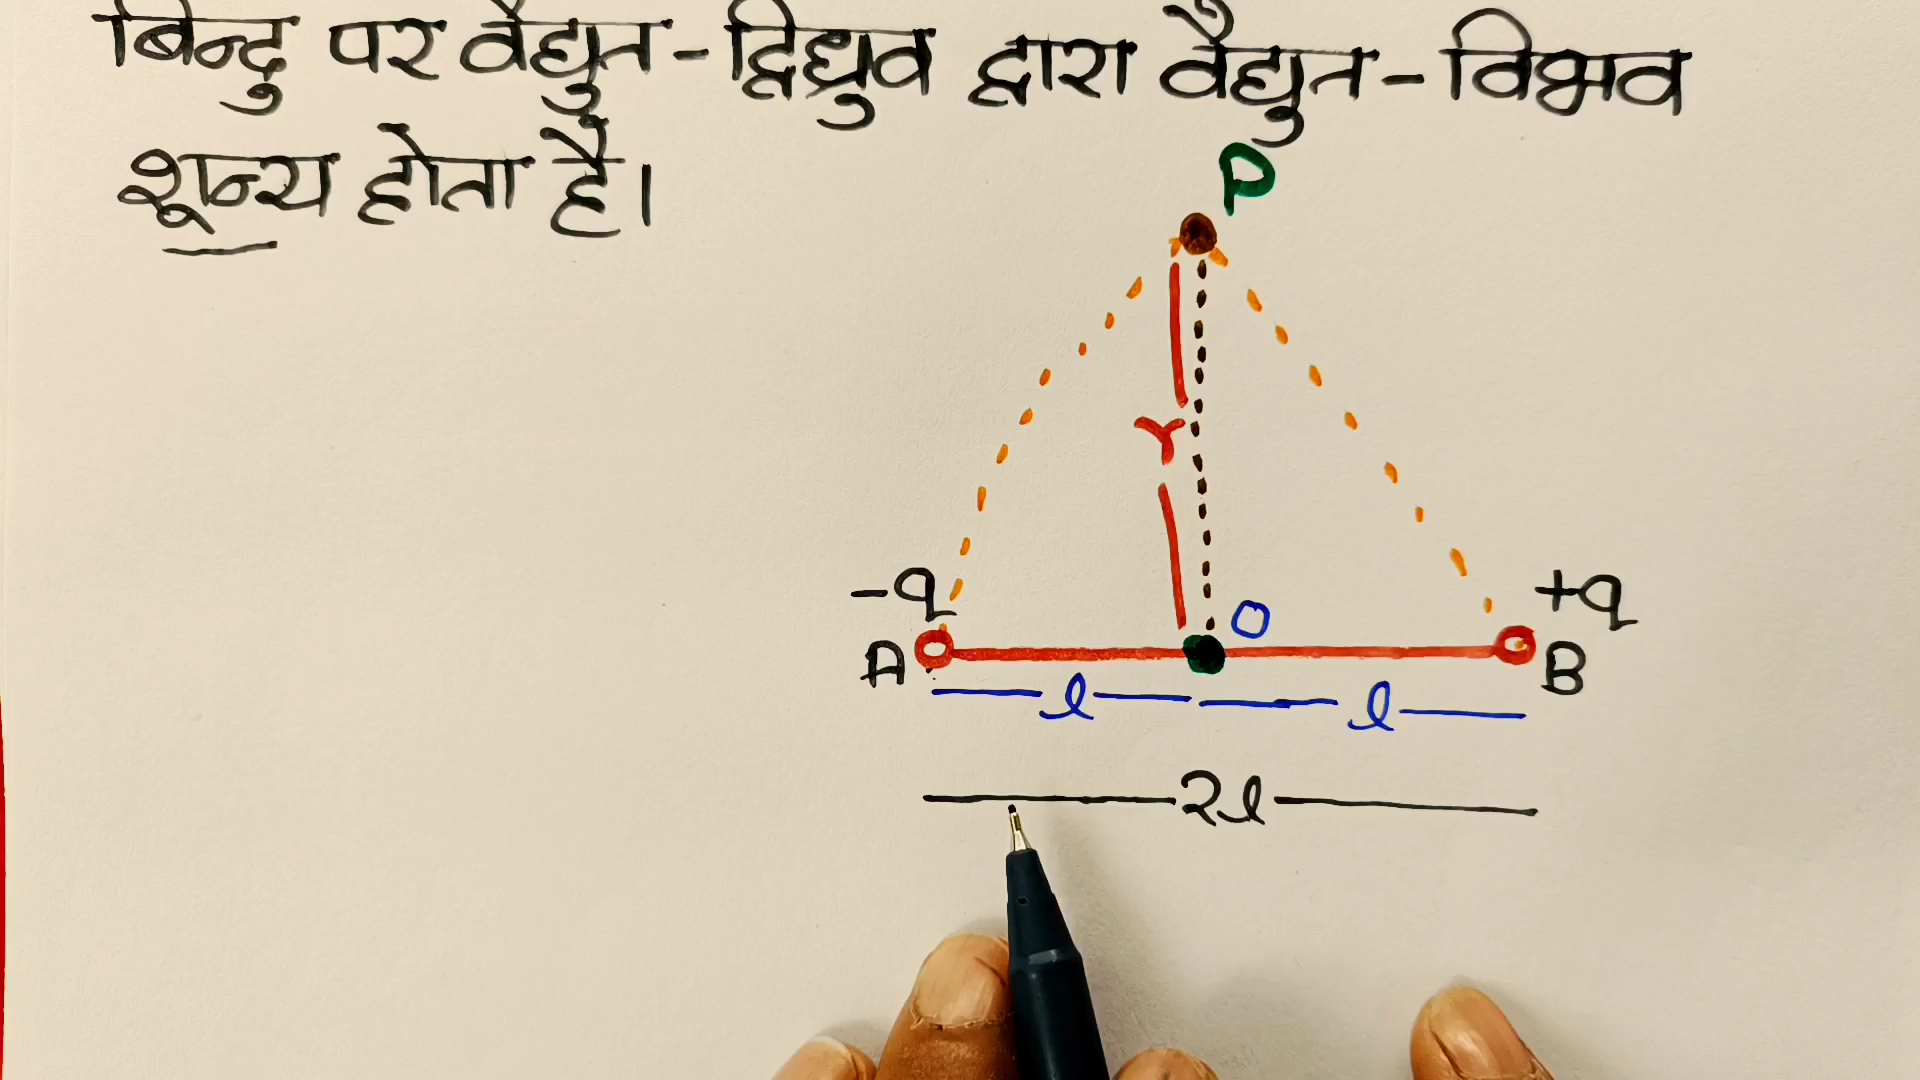 बिन्दु पर वैद्युत-द्विध्रुव द्वारा वैद्युत-विभव
शून्य होता है।
P
r
-q
+q
O
A
B
l
l
2l